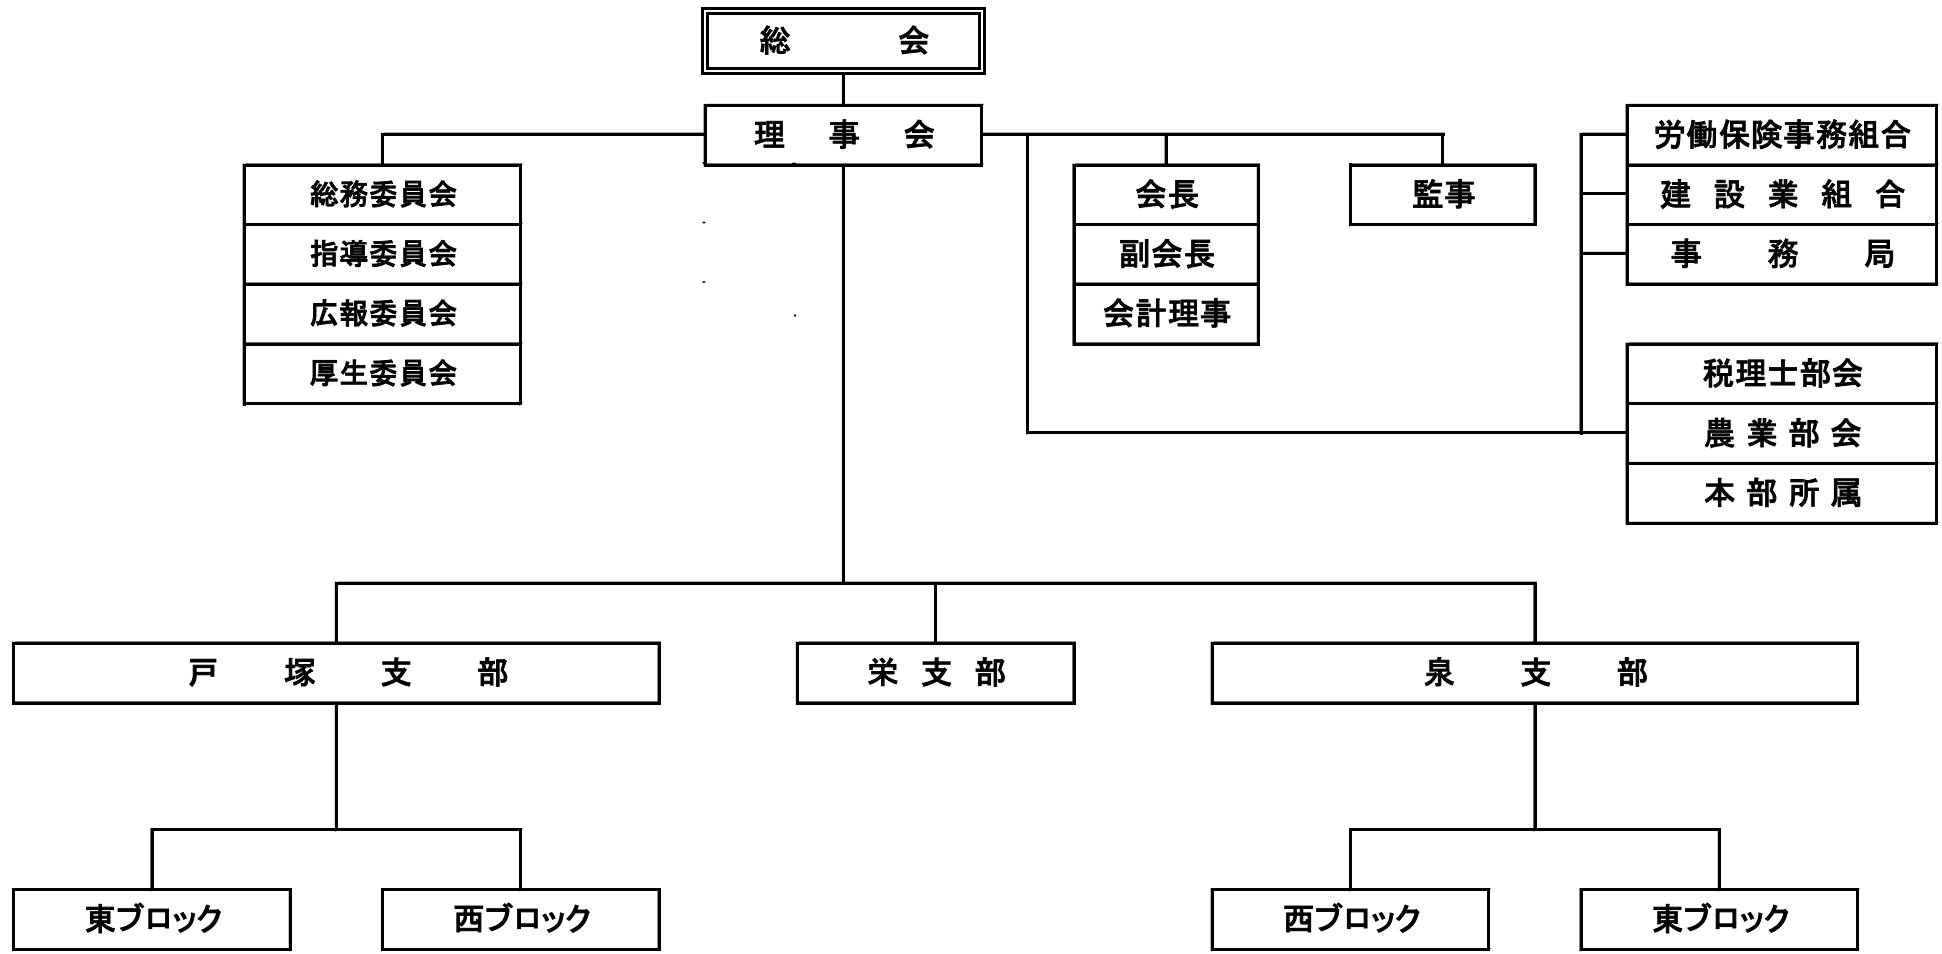 総会
理事会
総務委員会
指導委員会
広報委員会
厚生委員会
会長
副会長
会計理事
監事
労働保険事務組合
建設業組合
事務局
税理士部会
農業部会
本部所属
戸塚支部
栄支部
泉支部
東ブロック
西ブロック
西ブロック
東ブロック